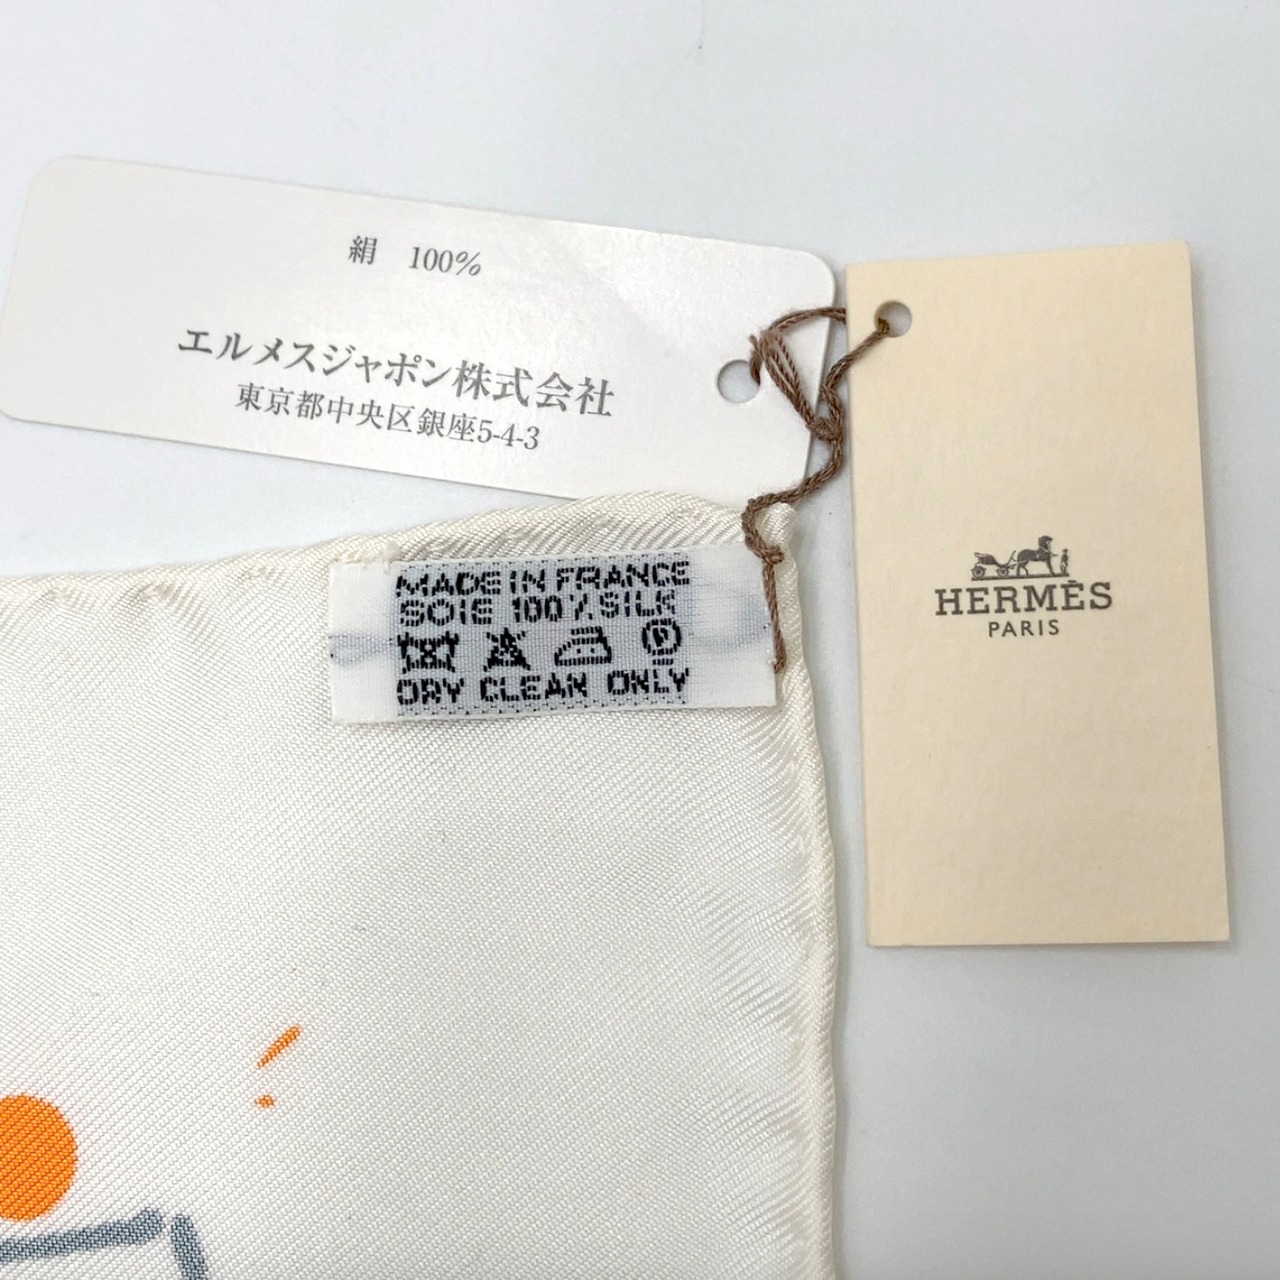 絹 100%
エルメスジャポン株式会社
東京都中央区銀座5-4-3
MADE IN FRANCE
SOIE 100% SILK
P
DRY CLEAN ONLY
HERMÈS
PARIS